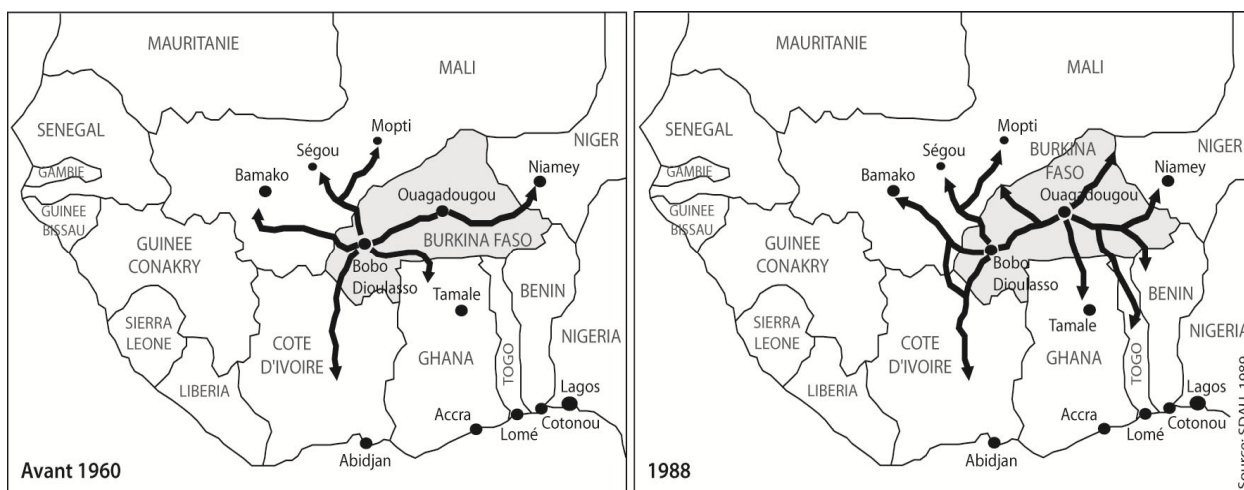 MAURITANIE
MALI
SENEGAL
GAMBIE
GUINEE
BISSAU
GUINEE
CONAKRY
SIERRA
LEONE
LIBERIA
COTE
D'IVOIRE
GHANA
TOGO
BENIN
NIGERIA
NIGER
BURKINA FASO
Mopti
Ségou
Bamako
Niamey
Ouagadougou
Bobo
Dioulasso
Tamale
Lagos
Cotonou
Lomé
Accra
Abidjan
Avant 1960
MAURITANIE
MALI
SENEGAL
GAMBIE
GUINEE
BISSAU
GUINEE
CONAKRY
SIERRA
LEONE
LIBERIA
COTE
D'IVOIRE
GHANA
TOGO
BENIN
NIGERIA
NIGER
BURKINA
FASO
Mopti
Ségou
Bamako
Niamey
Ouagadougou
Bobo
Dioulasso
Tamale
Lagos
Cotonou
Lomé
Accra
Abidjan
1988
Source: SDAU, 1989